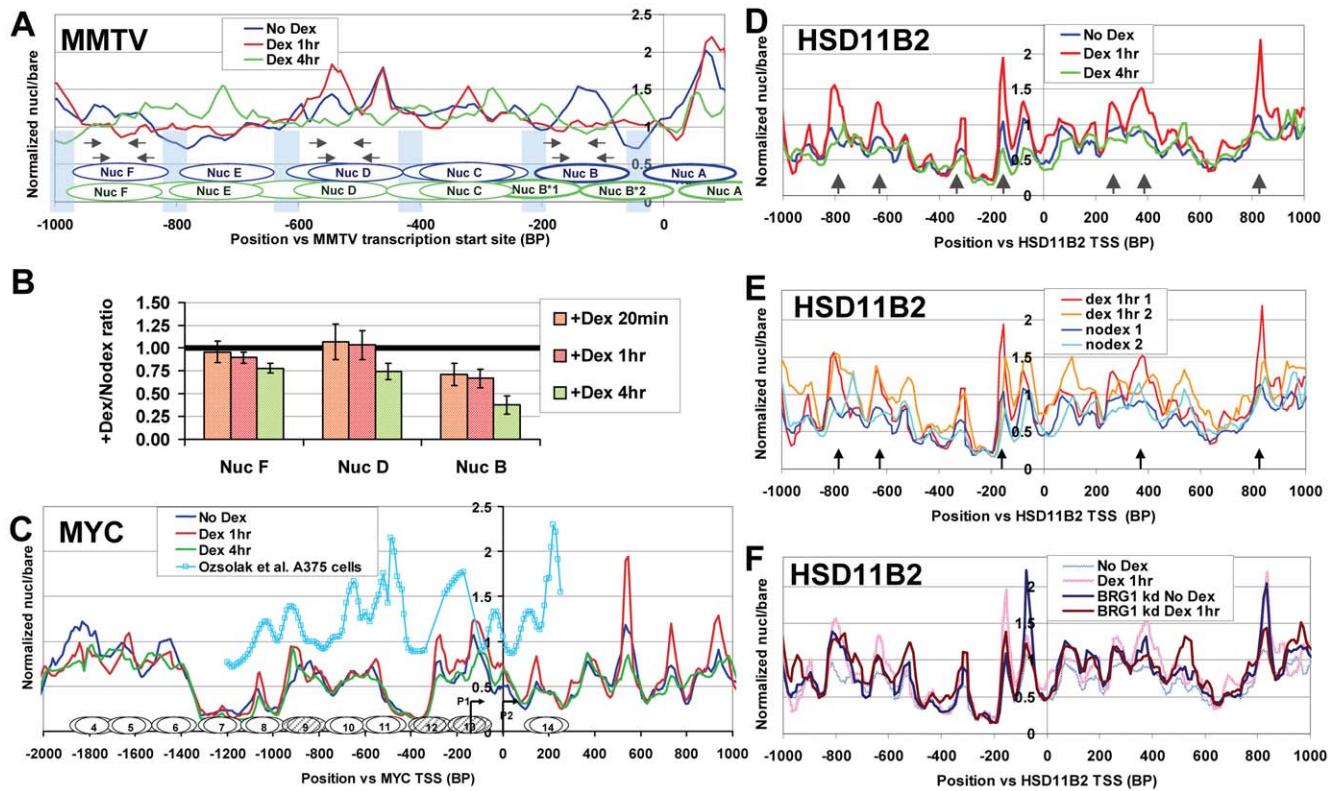 A
MMTV
No Dex
Dex 1hr
Dex 4hr
Normalized nucl/bare
2.5
2
1.5
1
0.5
0
Nuc F
Nuc E
Nuc D
Nuc C
Nuc B
Nuc A
Nuc F
Nuc E
Nuc D
Nuc C
Nuc B*1
Nuc B*2
Nuc A
-1000 -800 -600 -400 -200 0
Position vs MMTV transcription start site (BP)
B
+Dex/Nodex ratio
1.50
1.25
1.00
0.75
0.50
0.25
0.00
Nuc F Nuc D Nuc B
+Dex 20min
+Dex 1hr
+Dex 4hr
C
MYC
No Dex
Dex 1hr
Dex 4hr
Ozsolak et al. A375 cells
Normalized nucl/bare
2.5
2
1.5
1
0.5
0
P1
P2
4 5 6 7 8 9 10 11 12 13 14
-2000 -1800 -1600 -1400 -1200 -1000 -800 -600 -400 -200 0 200 400 600 800 1000
Position vs MYC TSS (BP)
D
HSD11B2
No Dex
Dex 1hr
Dex 4hr
Normalized nucl/bare
2.5
2
1.5
1
0.5
0
-1000 -800 -600 -400 -200 0 200 400 600 800 1000
Position vs HSD11B2 TSS (BP)
E
HSD11B2
dex 1hr 1
dex 1hr 2
nodex 1
nodex 2
Normalized nucl/bare
2.5
2
1.5
1
0.5
0
-1000 -800 -600 -400 -200 0 200 400 600 800 1000
Position vs HSD11B2 TSS (BP)
F
HSD11B2
No Dex
Dex 1hr
BRG1 kd No Dex
BRG1 kd Dex 1hr
Normalized nucl/bare
2.5
2
1.5
1
0.5
0
-1000 -800 -600 -400 -200 0 200 400 600 800 1000
Position vs HSD11B2 TSS (BP)